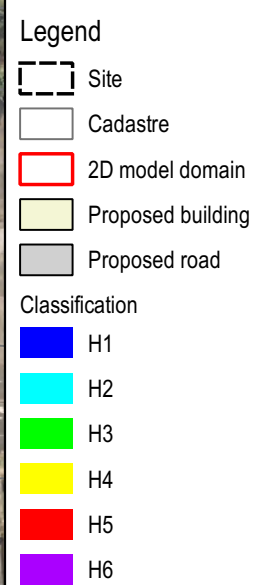 Legend
Site
Cadastre
2D model domain
Proposed building
Proposed road
Classification
H1
H2
H3
H4
H5
H6